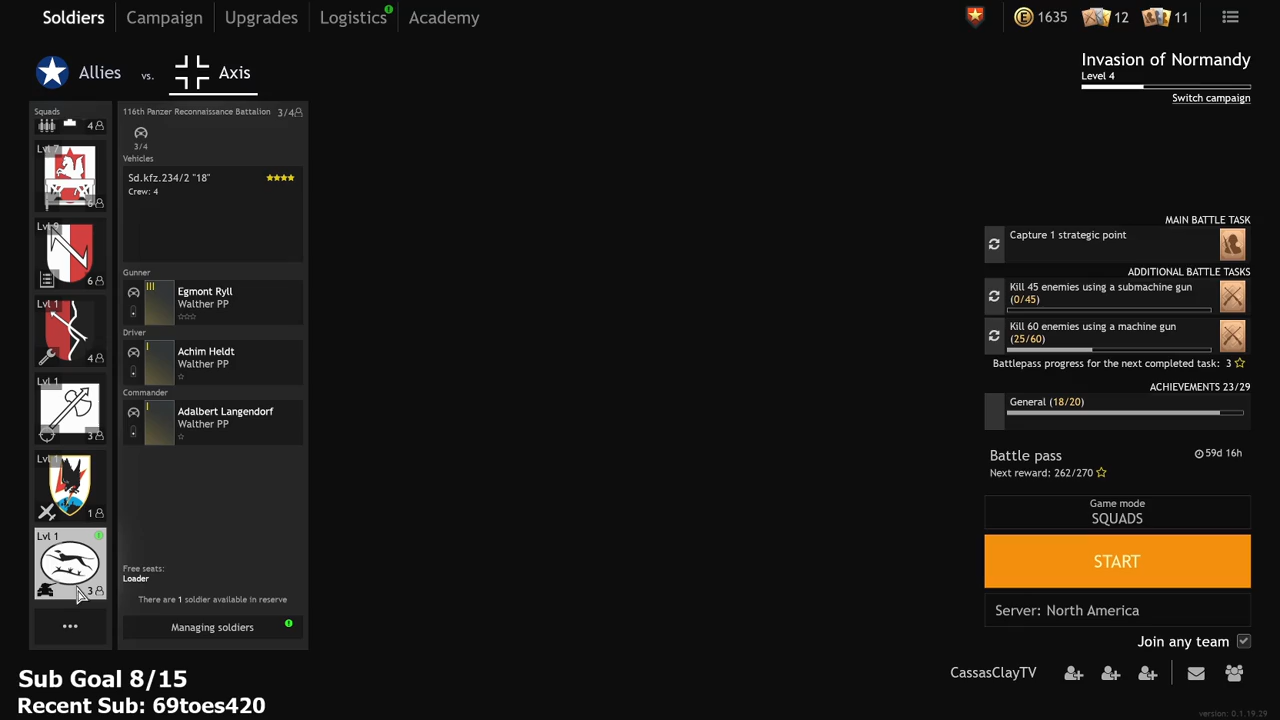 Soldiers
Campaign
Upgrades
Logistics
Academy
1635
12
11
Allies
vs.
Axis
Invasion of Normandy
Level 4
Switch campaign
Squads
4
Lvl 7
6
6
Lvl 1
4
Lvl 1
3
1
Lvl 1
3
116th Panzer Reconnaissance Battalion 3/4
3/4
Vehicles
Sd.kfz.234/2 "18"
Crew: 4
Gunner
III
Egmont Ryll
Walther PP
Driver
I
Achim Heldt
Walther PP
Commander
I
Adalbert Langendorf
Walther PP
Free seats:
Loader
There are 1 soldier available in reserve
Managing soldiers
MAIN BATTLE TASK
Capture 1 strategic point
ADDITIONAL BATTLE TASKS
Kill 45 enemies using a submachine gun
(0/45)
Kill 60 enemies using a machine gun
(25/60)
Battlepass progress for the next completed task: 3
ACHIEVEMENTS 23/29
General (18/20)
Battle pass
59d 16h
Next reward: 262/270
Game mode
SQUADS
START
Server: North America
Join any team
CassasClayTV
Sub Goal 8/15
Recent Sub: 69toes420
version: 0.1.19.29